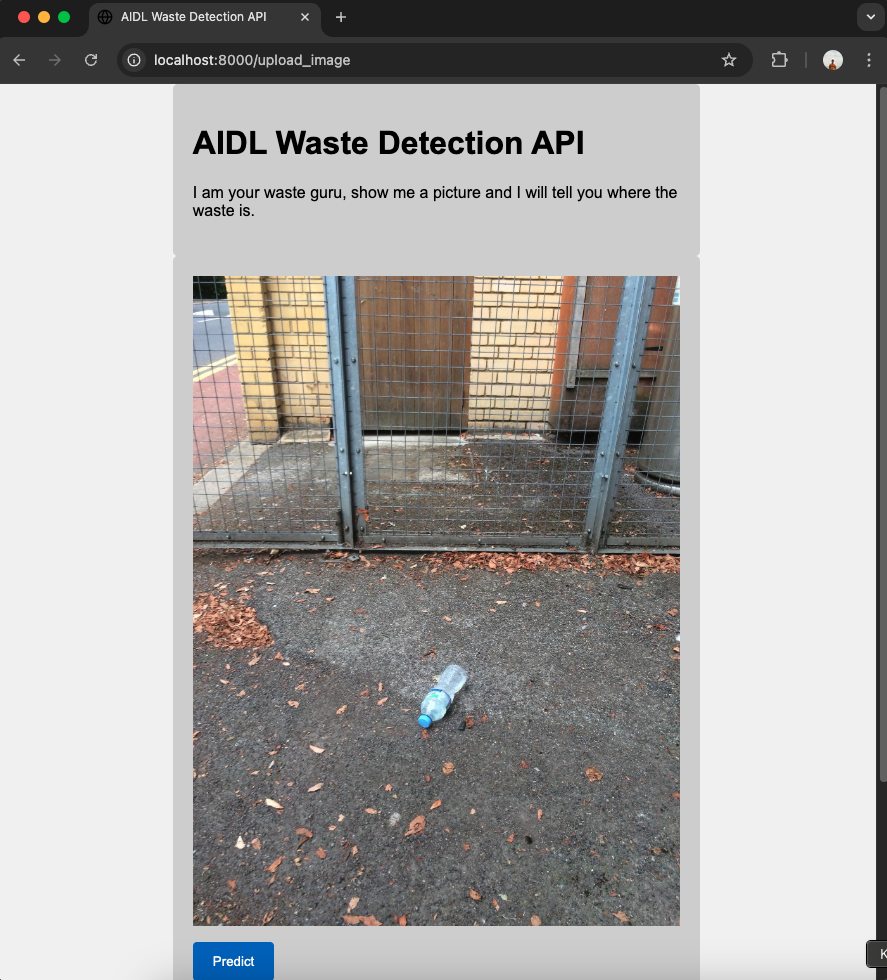 AIDL Waste Detection API
localhost:8000/upload_image
AIDL Waste Detection API
I am your waste guru, show me a picture and I will tell you where the
waste is.
Predict
K